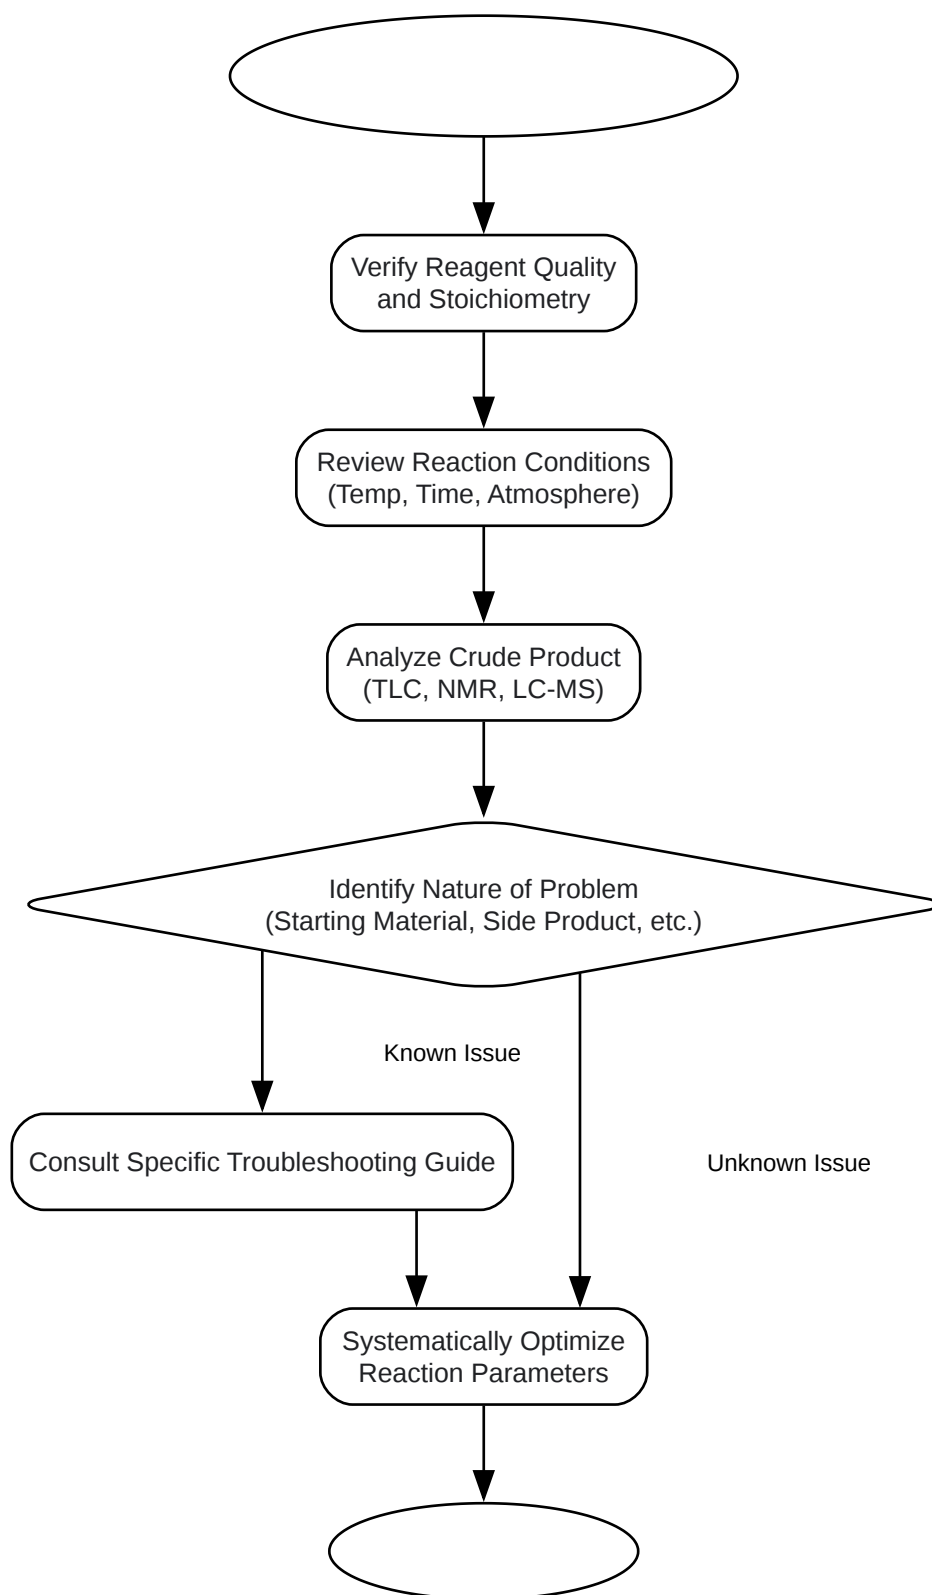 Verify Reagent Quality
and Stoichiometry
Review Reaction Conditions
(Temp, Time, Atmosphere)
Analyze Crude Product
(TLC, NMR, LC-MS)
Identify Nature of Problem
(Starting Material, Side Product, etc.)
Known Issue
Consult Specific Troubleshooting Guide
Unknown Issue
Systematically Optimize
Reaction Parameters